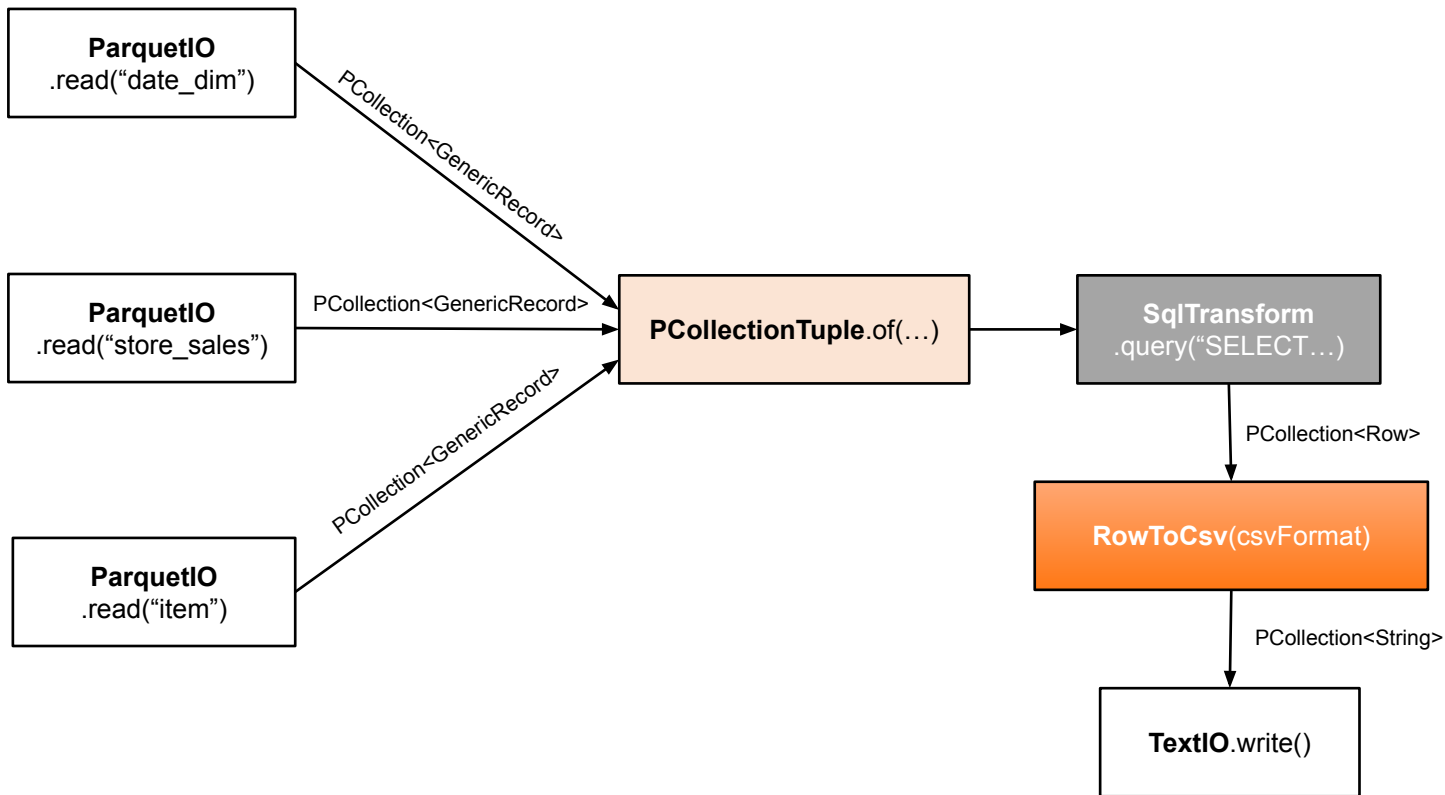 ParquetIO
.read(“date_dim”)
PCollection<GenericRecord>
ParquetIO
.read(“store_sales”)
PCollection<GenericRecord>
PCollectionTuple.of(…)
SqlTransform
.query(“SELECT…)
PCollection<GenericRecord>
PCollection<Row>
RowToCsv(csvFormat)
ParquetIO
.read(“item”)
PCollection<String>
TextIO.write()